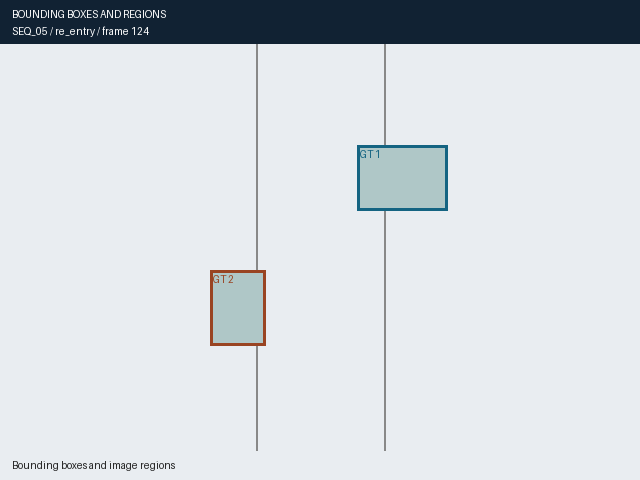 BOUNDING BOXES AND REGIONS
SEQ_05 / re_entry / frame 124
GT1
GT2
Bounding boxes and image regions